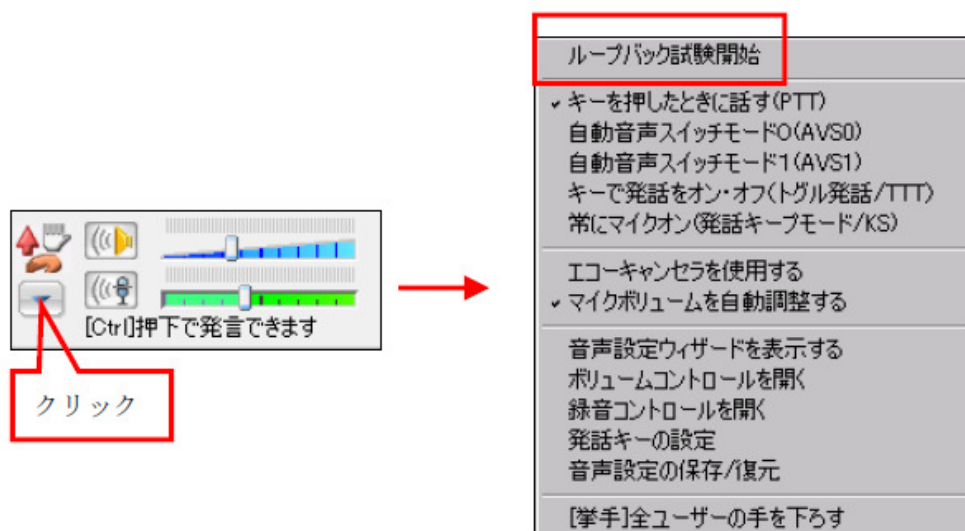 [Ctrl]押下で発言できます
クリック
ループバック試験開始
キーを押したときに話す(PTT)
自動音声スイッチモード0(AVS0)
自動音声スイッチモード1(AVS1)
キーで発話をオン・オフ(トグル発話/TTT)
常にマイクオン(発話キープモード/KS)
エコーキャンセラを使用する
マイクボリュームを自動調整する
音声設定ウィザードを表示する
ボリュームコントロールを開く
録音コントロールを開く
発話キーの設定
音声設定の保存/復元
[挙手]全ユーザーの手を下ろす